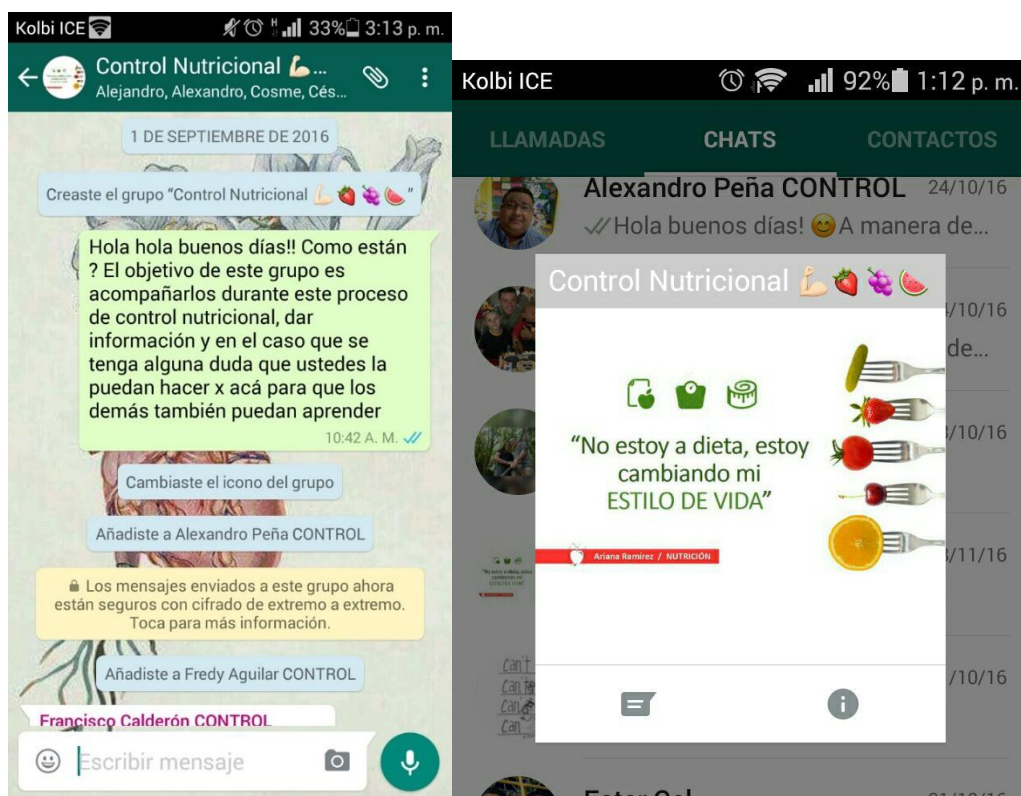 Kolbi ICE
33% 3:13 p. m.
Control Nutricional 💪🏻...
Alejandro, Alexandro, Cosme, Cés...
1 DE SEPTIEMBRE DE 2016
Creaste el grupo “Control Nutricional 💪🏻🍓🍇🍉”
Hola hola buenos días!! Como están
? El objetivo de este grupo es
acompañarlos durante este proceso
de control nutricional, dar
información y en el caso que se
tenga alguna duda que ustedes la
puedan hacer x acá para que los
demás también puedan aprender
10:42 A. M.
Cambiaste el icono del grupo
Añadiste a Alexandro Peña CONTROL
Los mensajes enviados a este grupo ahora
están seguros con cifrado de extremo a extremo.
Toca para más información.
Añadiste a Fredy Aguilar CONTROL
Francisco Calderón CONTROL
Escribir mensaje
Kolbi ICE
92% 1:12 p. m.
LLAMADAS CHATS CONTACTOS
Alexandro Peña CONTROL 24/10/16
Hola buenos días! 😊A manera de...
Control Nutricional 💪🏻🍓🍇🍉
/10/16
de...
“No estoy a dieta, estoy
cambiando mi
ESTILO DE VIDA”
/10/16
Ariana Ramírez / NUTRICIÓN
/11/16
can't
Can't
Can
/10/16